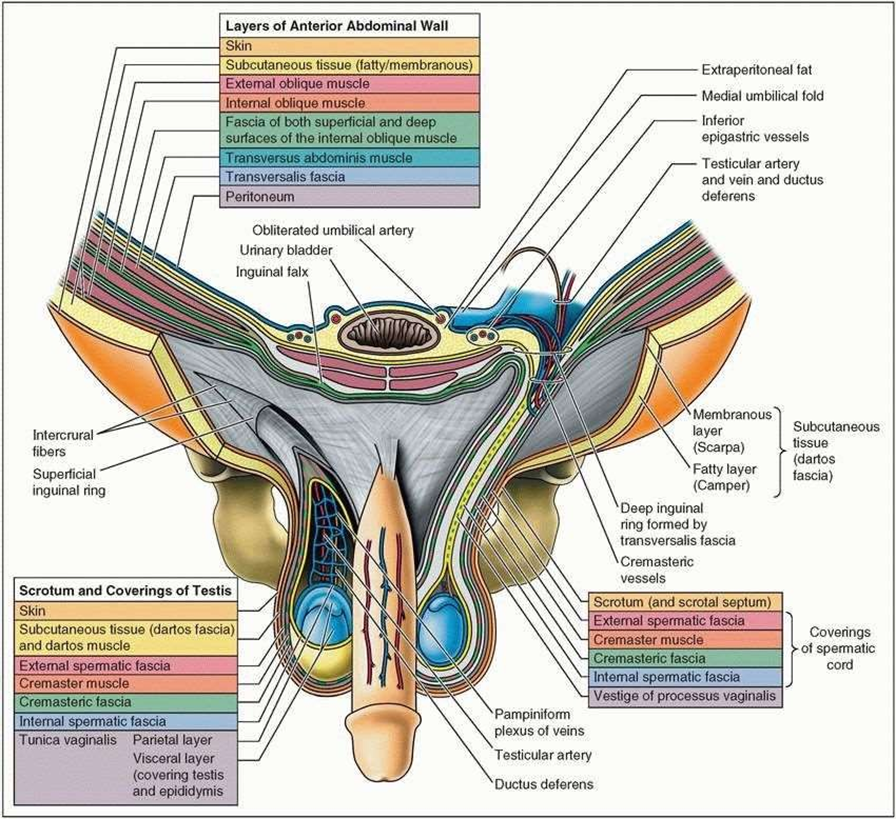 Layers of Anterior Abdominal Wall
Skin
Subcutaneous tissue (fatty/membranous)
External oblique muscle
Internal oblique muscle
Fascia of both superficial and deep
surfaces of the internal oblique muscle
Transversus abdominis muscle
Transversalis fascia
Peritoneum
Extraperitoneal fat
Medial umbilical fold
Inferior
epigastric vessels
Testicular artery
and vein and ductus
deferens
Obliterated umbilical artery
Urinary bladder
Inguinal falx
Intercrural
fibers
Superficial
inguinal ring
Membranous
layer
(Scarpa)
Fatty layer
(Camper)
Subcutaneous
tissue
(dartos
fascia)
Deep inguinal
ring formed by
transversalis fascia
Cremasteric
vessels
Scrotum and Coverings of Testis
Skin
Subcutaneous tissue (dartos fascia)
and dartos muscle
External spermatic fascia
Cremaster muscle
Cremasteric fascia
Internal spermatic fascia
Tunica vaginalis Parietal layer
Visceral layer
(covering testis
and epididymis
Scrotum (and scrotal septum)
External spermatic fascia
Cremaster muscle
Cremasteric fascia
Internal spermatic fascia
Vestige of processus vaginalis
Coverings
of spermatic
cord
Pampiniform
plexus of veins
Testicular artery
Ductus deferens